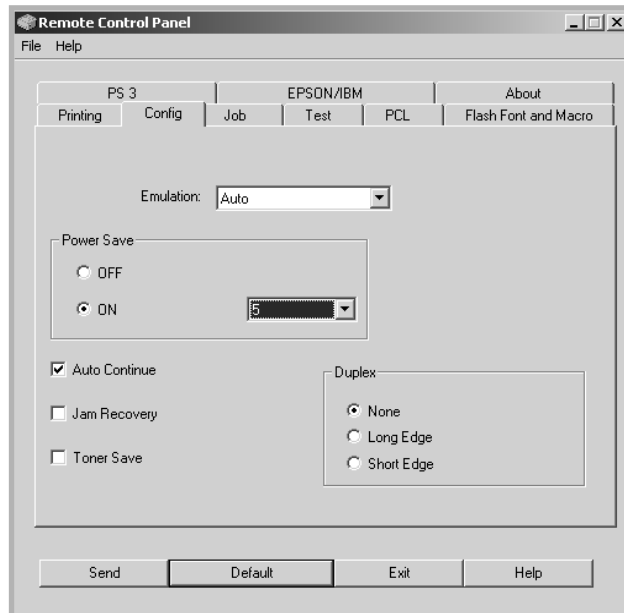 Remote Control Panel
File Help
PS 3 EPSON/IBM About
Printing Config Job Test PCL Flash Font and Macro
Emulation: Auto
Power Save
OFF
ON 5
Auto Continue
Jam Recovery
Toner Save
Duplex
None
Long Edge
Short Edge
Send Default Exit Help